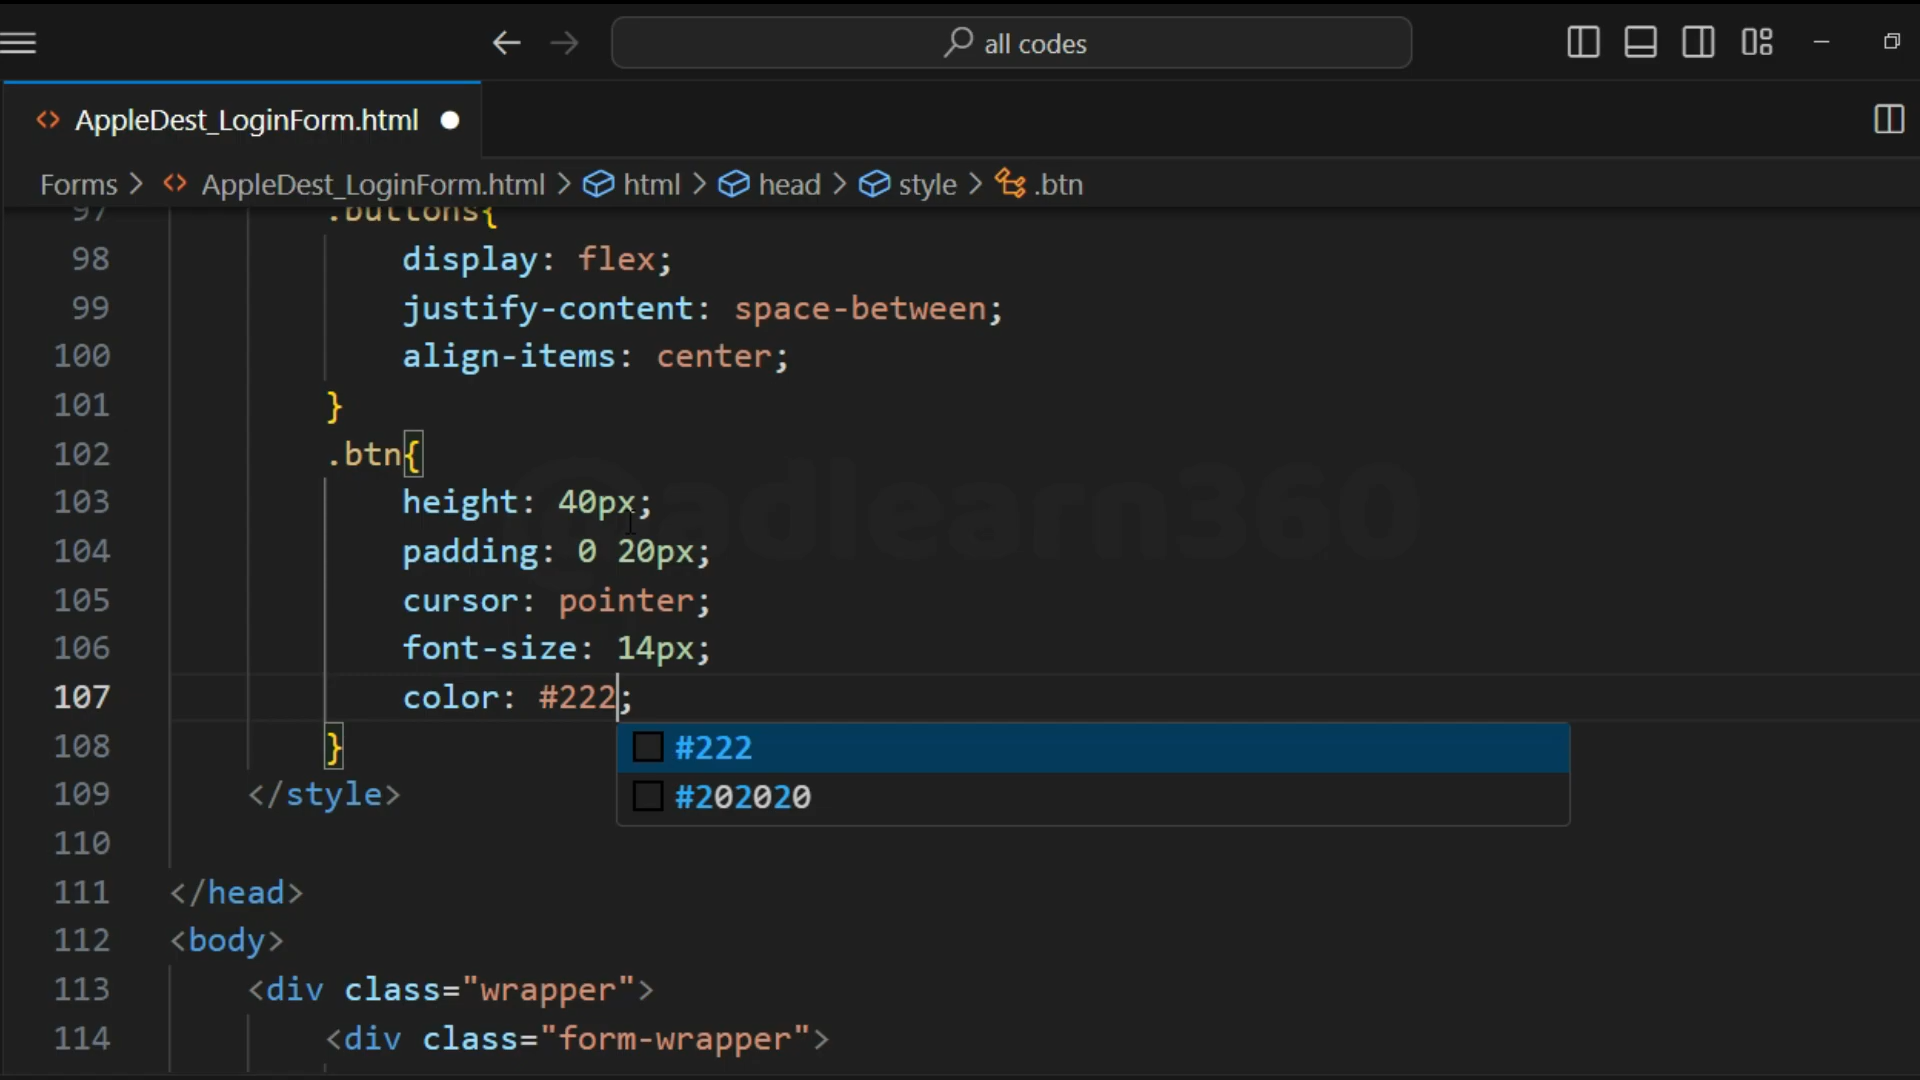 all codes
AppleDest_LoginForm.html
Forms > AppleDest_LoginForm.html > html > head > style > .btn
97 .buttons{
98 display: flex;
99 justify-content: space-between;
100 align-items: center;
101 }
102 .btn{
103 height: 40px;
104 padding: 0 20px;
105 cursor: pointer;
106 font-size: 14px;
107 color: #222;
#222
108 }
#202020
109 </style>
110
111 </head>
112 <body>
113 <div class="wrapper">
114 <div class="form-wrapper">
@adlearn360